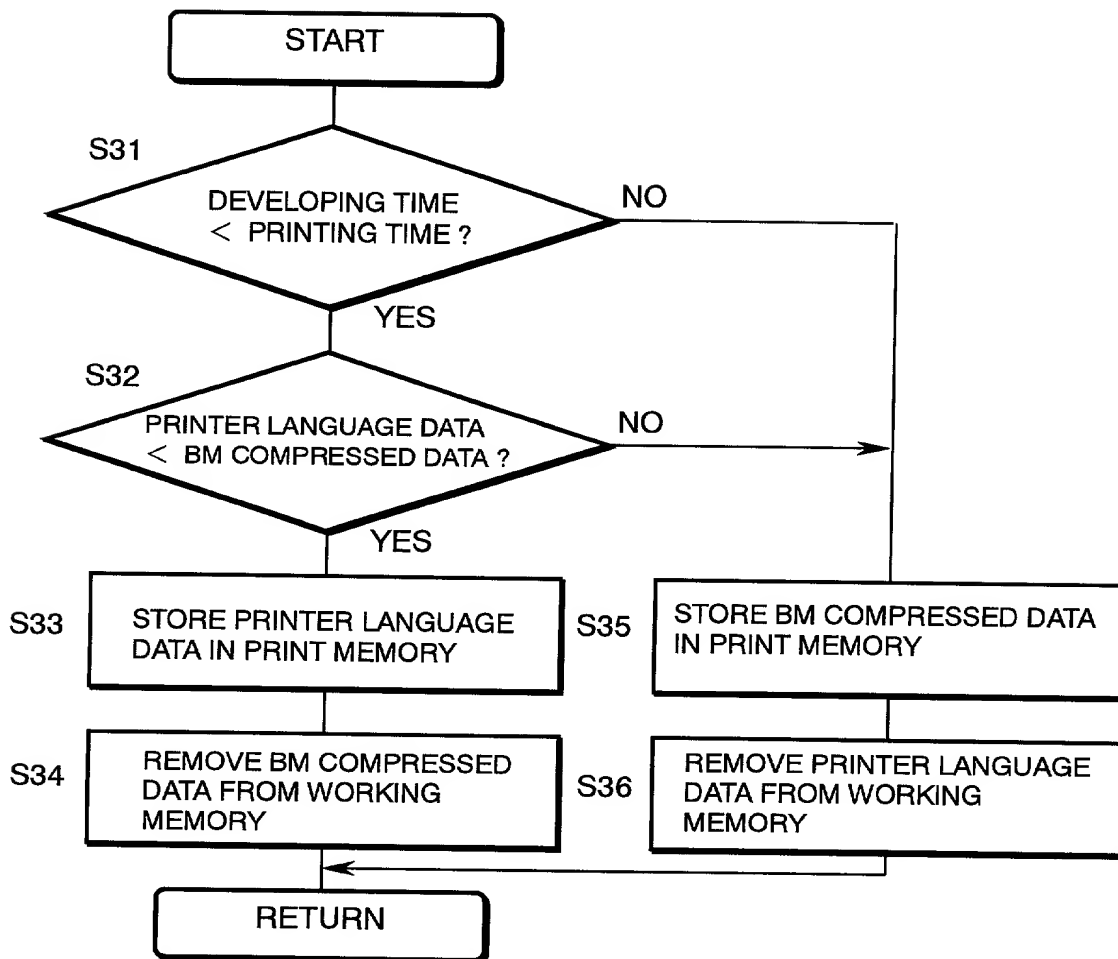 START
S31
DEVELOPING TIME
< PRINTING TIME ?
NO
YES
S32
PRINTER LANGUAGE DATA
< BM COMPRESSED DATA ?
NO
YES
S33
STORE PRINTER LANGUAGE
DATA IN PRINT MEMORY
S35
STORE BM COMPRESSED DATA
IN PRINT MEMORY
S34
REMOVE BM COMPRESSED
DATA FROM WORKING
MEMORY
S36
REMOVE PRINTER LANGUAGE
DATA FROM WORKING
MEMORY
RETURN